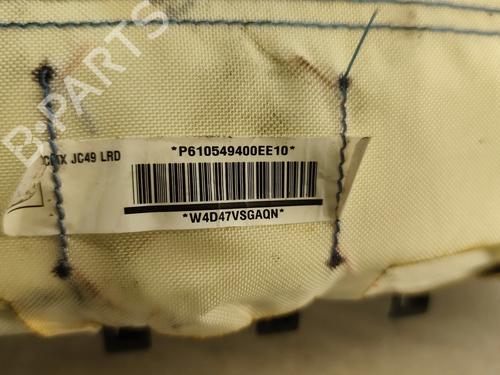 B-PARTS
*P610549400EE10*
JC49 LRD
*W4D47VSGAQN*